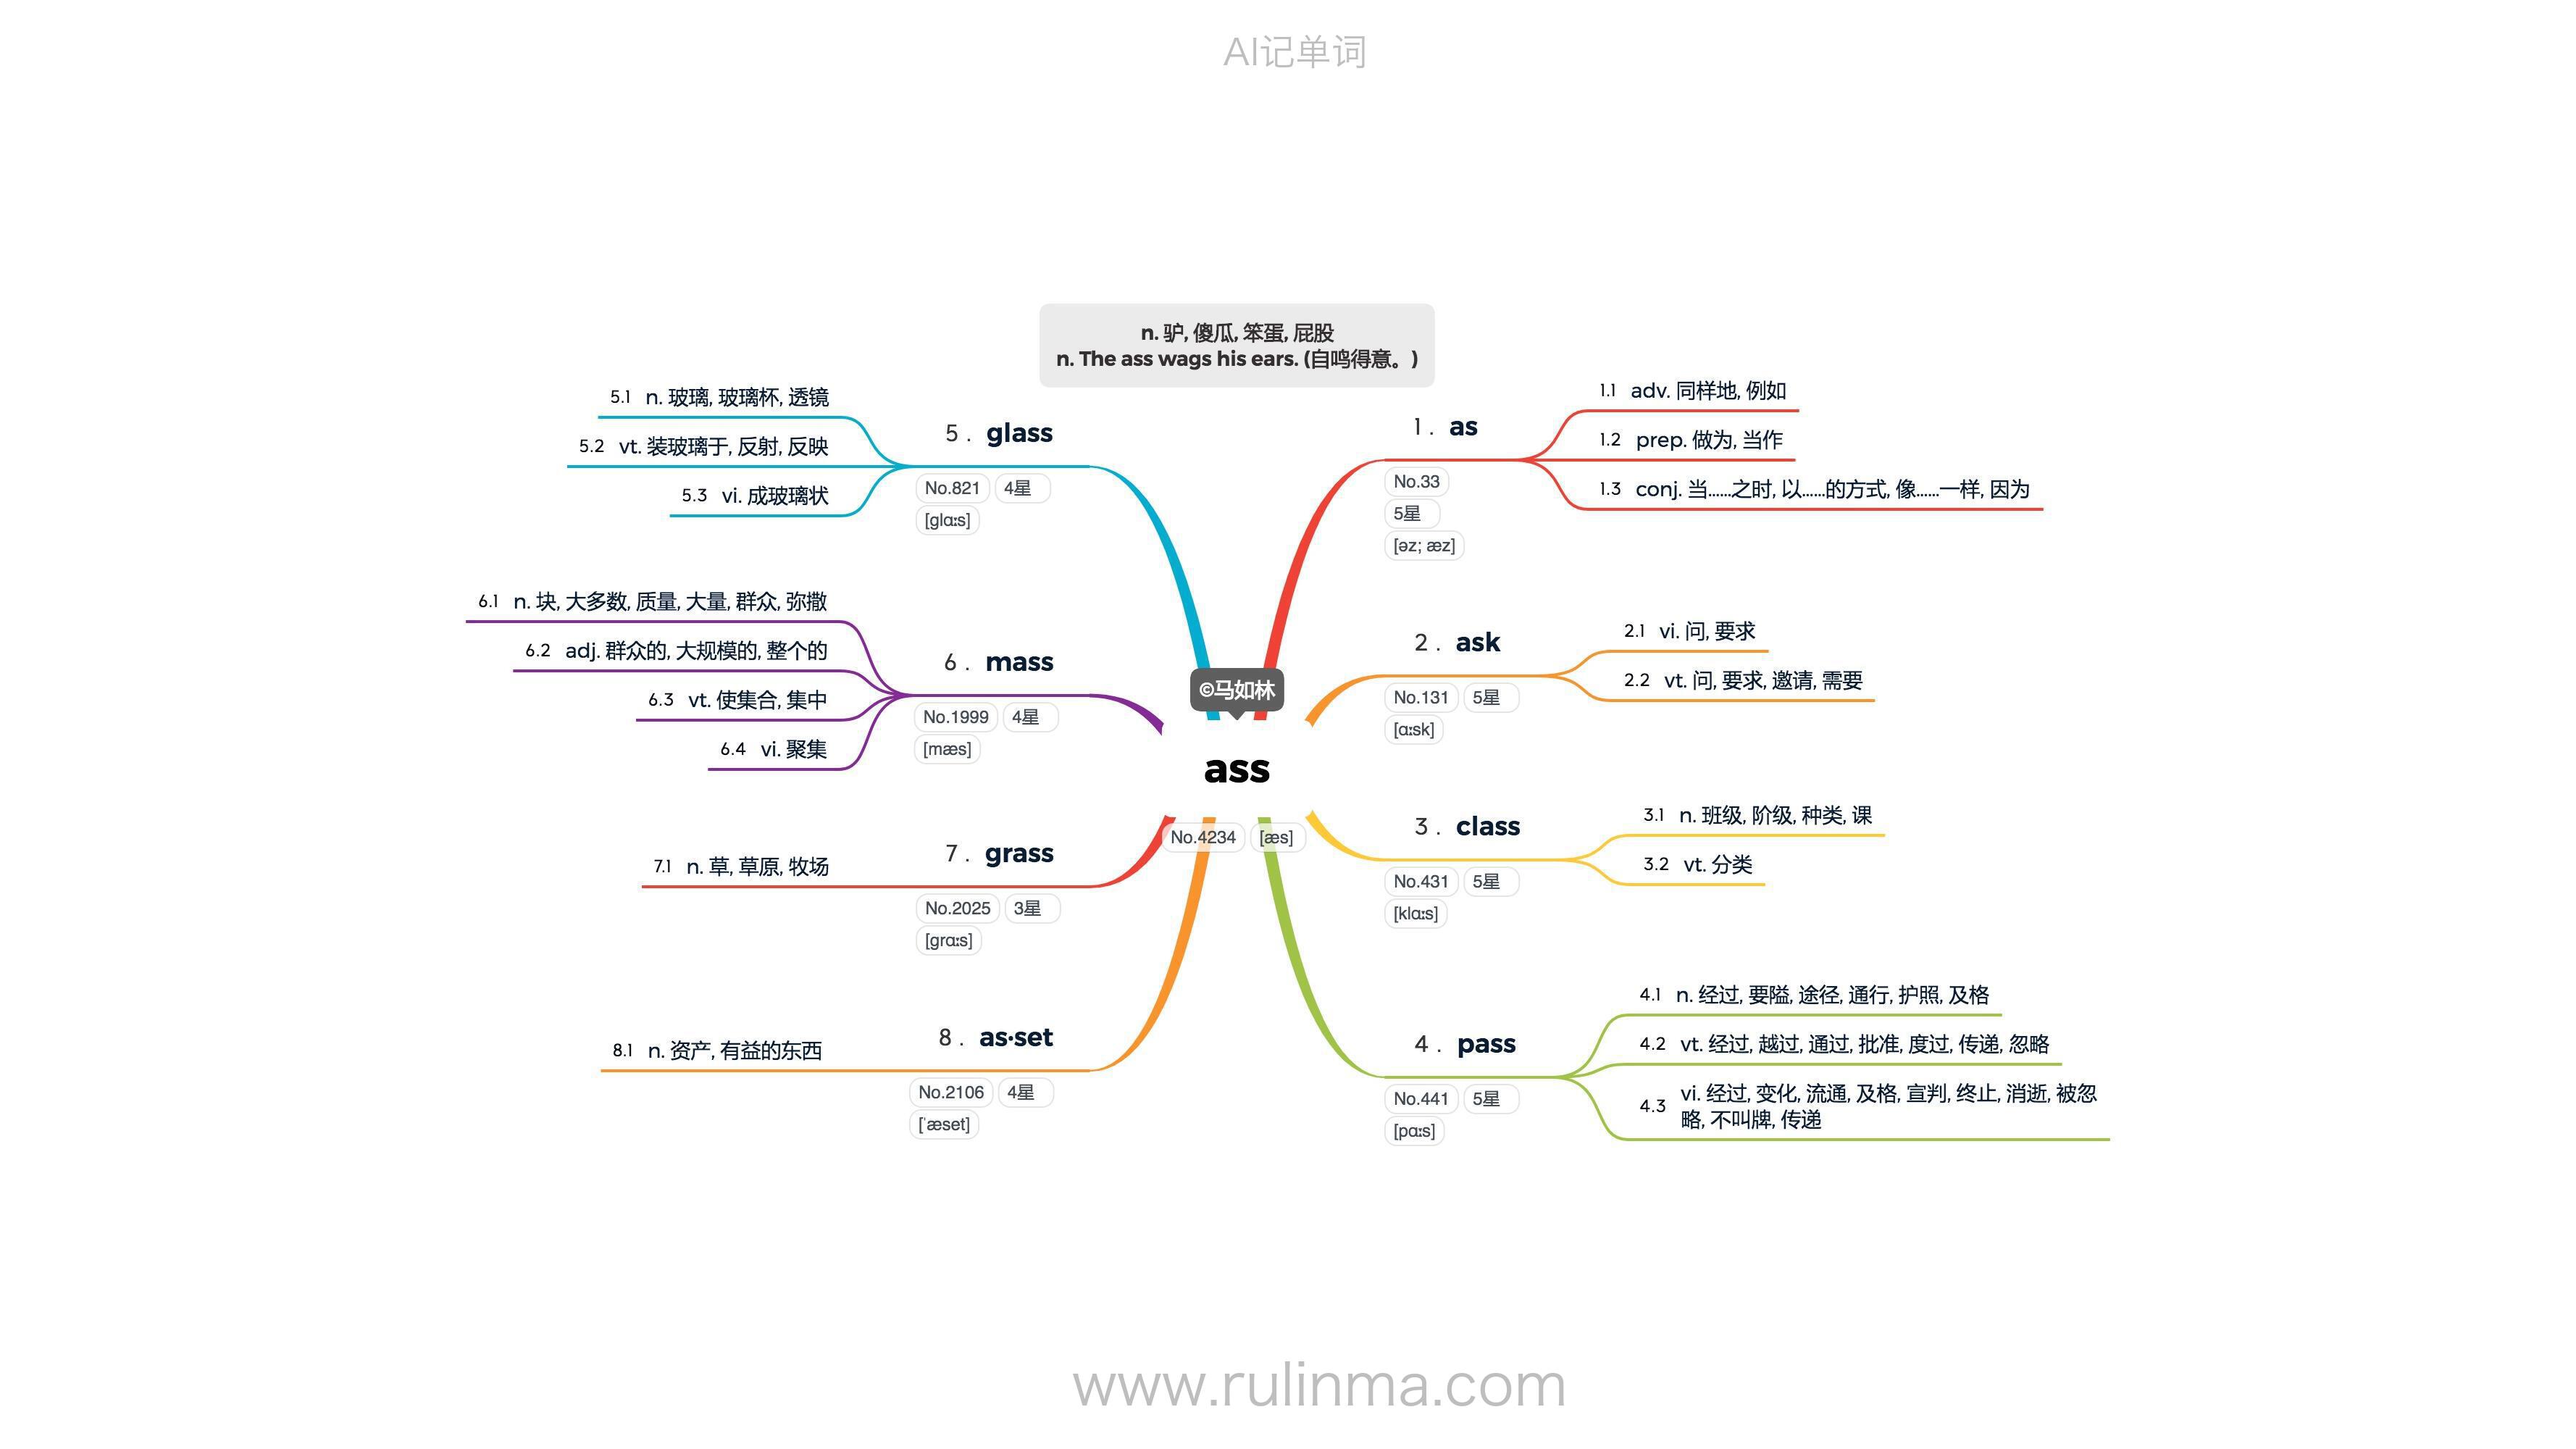 AI记单词
n. 驴, 傻瓜, 笨蛋, 屁股
n. The ass wags his ears. (自鸣得意。)
©马如林
ass
No.4234 [æs]
1. as
No.33
5星
[əz; æz]
1.1 adv. 同样地, 例如
1.2 prep. 做为, 当作
1.3 conj. 当……之时, 以……的方式, 像……一样, 因为
2. ask
No.131 5星
[ɑːsk]
2.1 vi. 问, 要求
2.2 vt. 问, 要求, 邀请, 需要
3. class
No.431 5星
[klɑːs]
3.1 n. 班级, 阶级, 种类, 课
3.2 vt. 分类
4. pass
No.441 5星
[pɑːs]
4.1 n. 经过, 要隘, 途径, 通行, 护照, 及格
4.2 vt. 经过, 越过, 通过, 批准, 度过, 传递, 忽略
4.3 vi. 经过, 变化, 流通, 及格, 宣判, 终止, 消逝, 被忽
略, 不叫牌, 传递
5. glass
No.821 4星
[glɑːs]
5.1 n. 玻璃, 玻璃杯, 透镜
5.2 vt. 装玻璃于, 反射, 反映
5.3 vi. 成玻璃状
6. mass
No.1999 4星
[mæs]
6.1 n. 块, 大多数, 质量, 大量, 群众, 弥撒
6.2 adj. 群众的, 大规模的, 整个的
6.3 vt. 使集合, 集中
6.4 vi. 聚集
7. grass
No.2025 3星
[grɑːs]
7.1 n. 草, 草原, 牧场
8. as·set
No.2106 4星
[ˈæset]
8.1 n. 资产, 有益的东西
www.rulinma.com